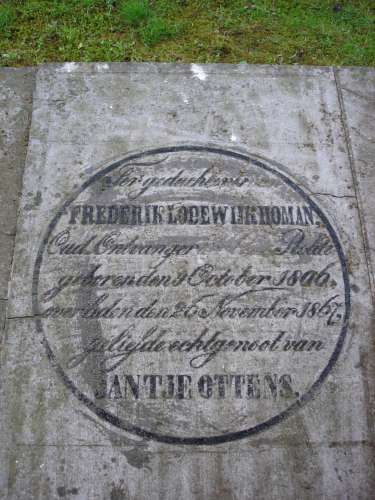 Ter gedachtenis
FREDERIK LODEWIJK HOMAN,
Oud Ontvanger
geboren den 9 October 1806.
overleden den 26 November 1867.
geliefde echtgenoot van
JANTJE OTTENS.